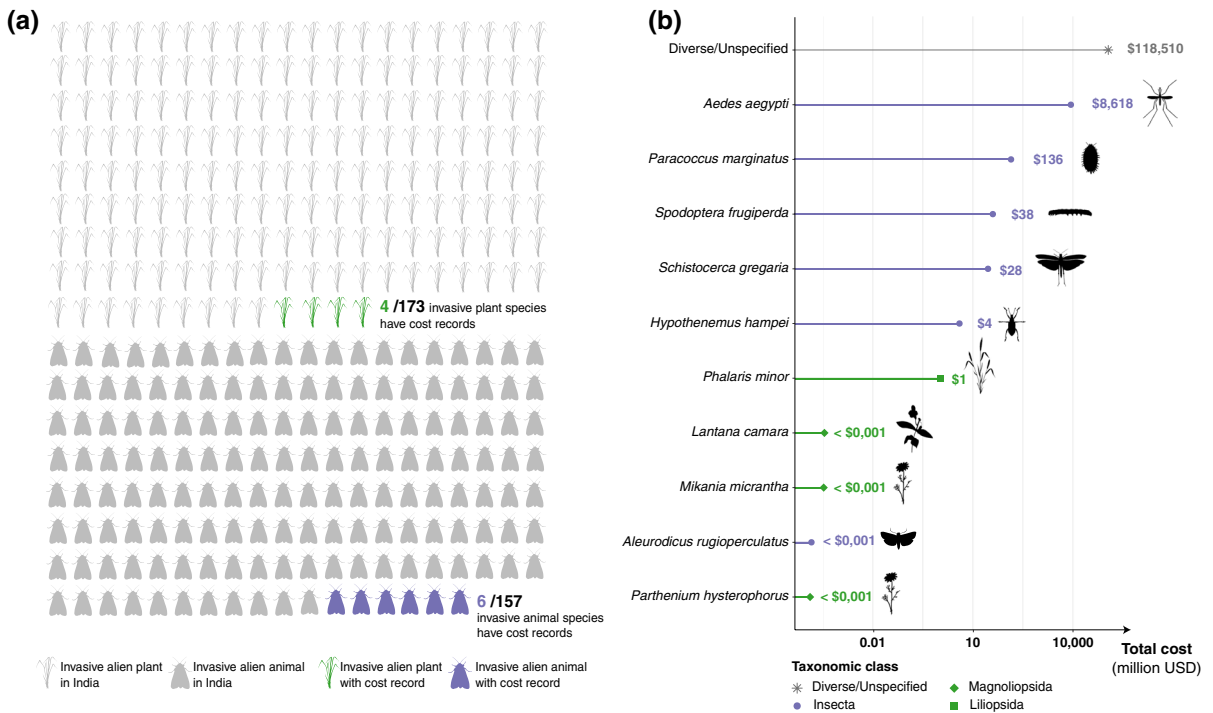 (a)
4 /173 invasive plant species
have cost records
6 /157
invasive animal species
have cost records
Invasive alien plant
in India
Invasive alien animal
in India
Invasive alien plant
with cost record
Invasive alien animal
with cost record
(b)
Diverse/Unspecified
$118,510
Aedes aegypti
$8,618
Paracoccus marginatus
$136
Spodoptera frugiperda
$38
Schistocerca gregaria
$28
Hypothenemus hampei
$4
Phalaris minor
$1
Lantana camara
< $0,001
Mikania micrantha
< $0,001
Aleurodicus rugioperculatus
< $0,001
Parthenium hysterophorus
< $0,001
0.01
10
10,000
Total cost
(million USD)
Taxonomic class
Diverse/Unspecified
Insecta
Magnoliopsida
Liliopsida